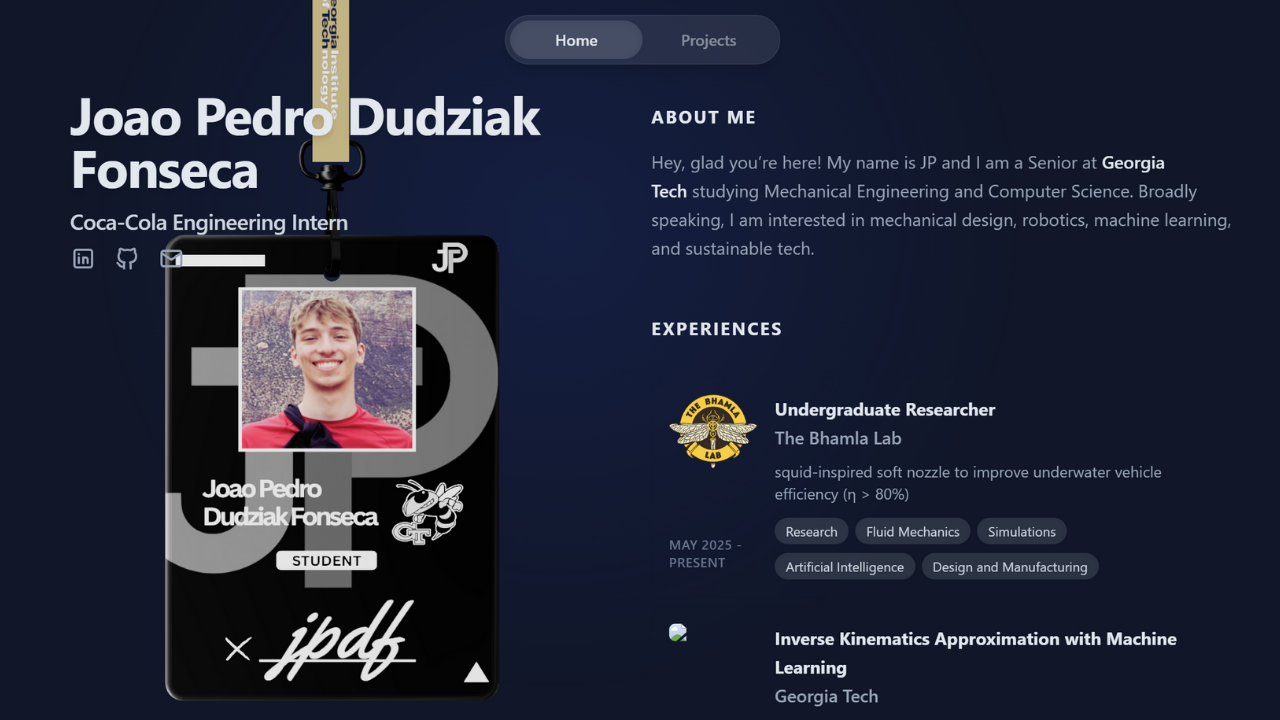 Georgia Institute
of Technology
Home
Projects
Joao Pedro Dudziak
Fonseca
Coca-Cola Engineering Intern
JP
JP
Joao Pedro
Dudziak Fonseca
GT
STUDENT
jpdf
ABOUT ME
Hey, glad you’re here! My name is JP and I am a Senior at Georgia
Tech studying Mechanical Engineering and Computer Science. Broadly
speaking, I am interested in mechanical design, robotics, machine learning,
and sustainable tech.
EXPERIENCES
THE BHAMLA
LAB
Undergraduate Researcher
The Bhamla Lab
squid-inspired soft nozzle to improve underwater vehicle
efficiency (η > 80%)
MAY 2025 -
PRESENT
Research
Fluid Mechanics
Simulations
Artificial Intelligence
Design and Manufacturing
Inverse Kinematics Approximation with Machine
Learning
Georgia Tech